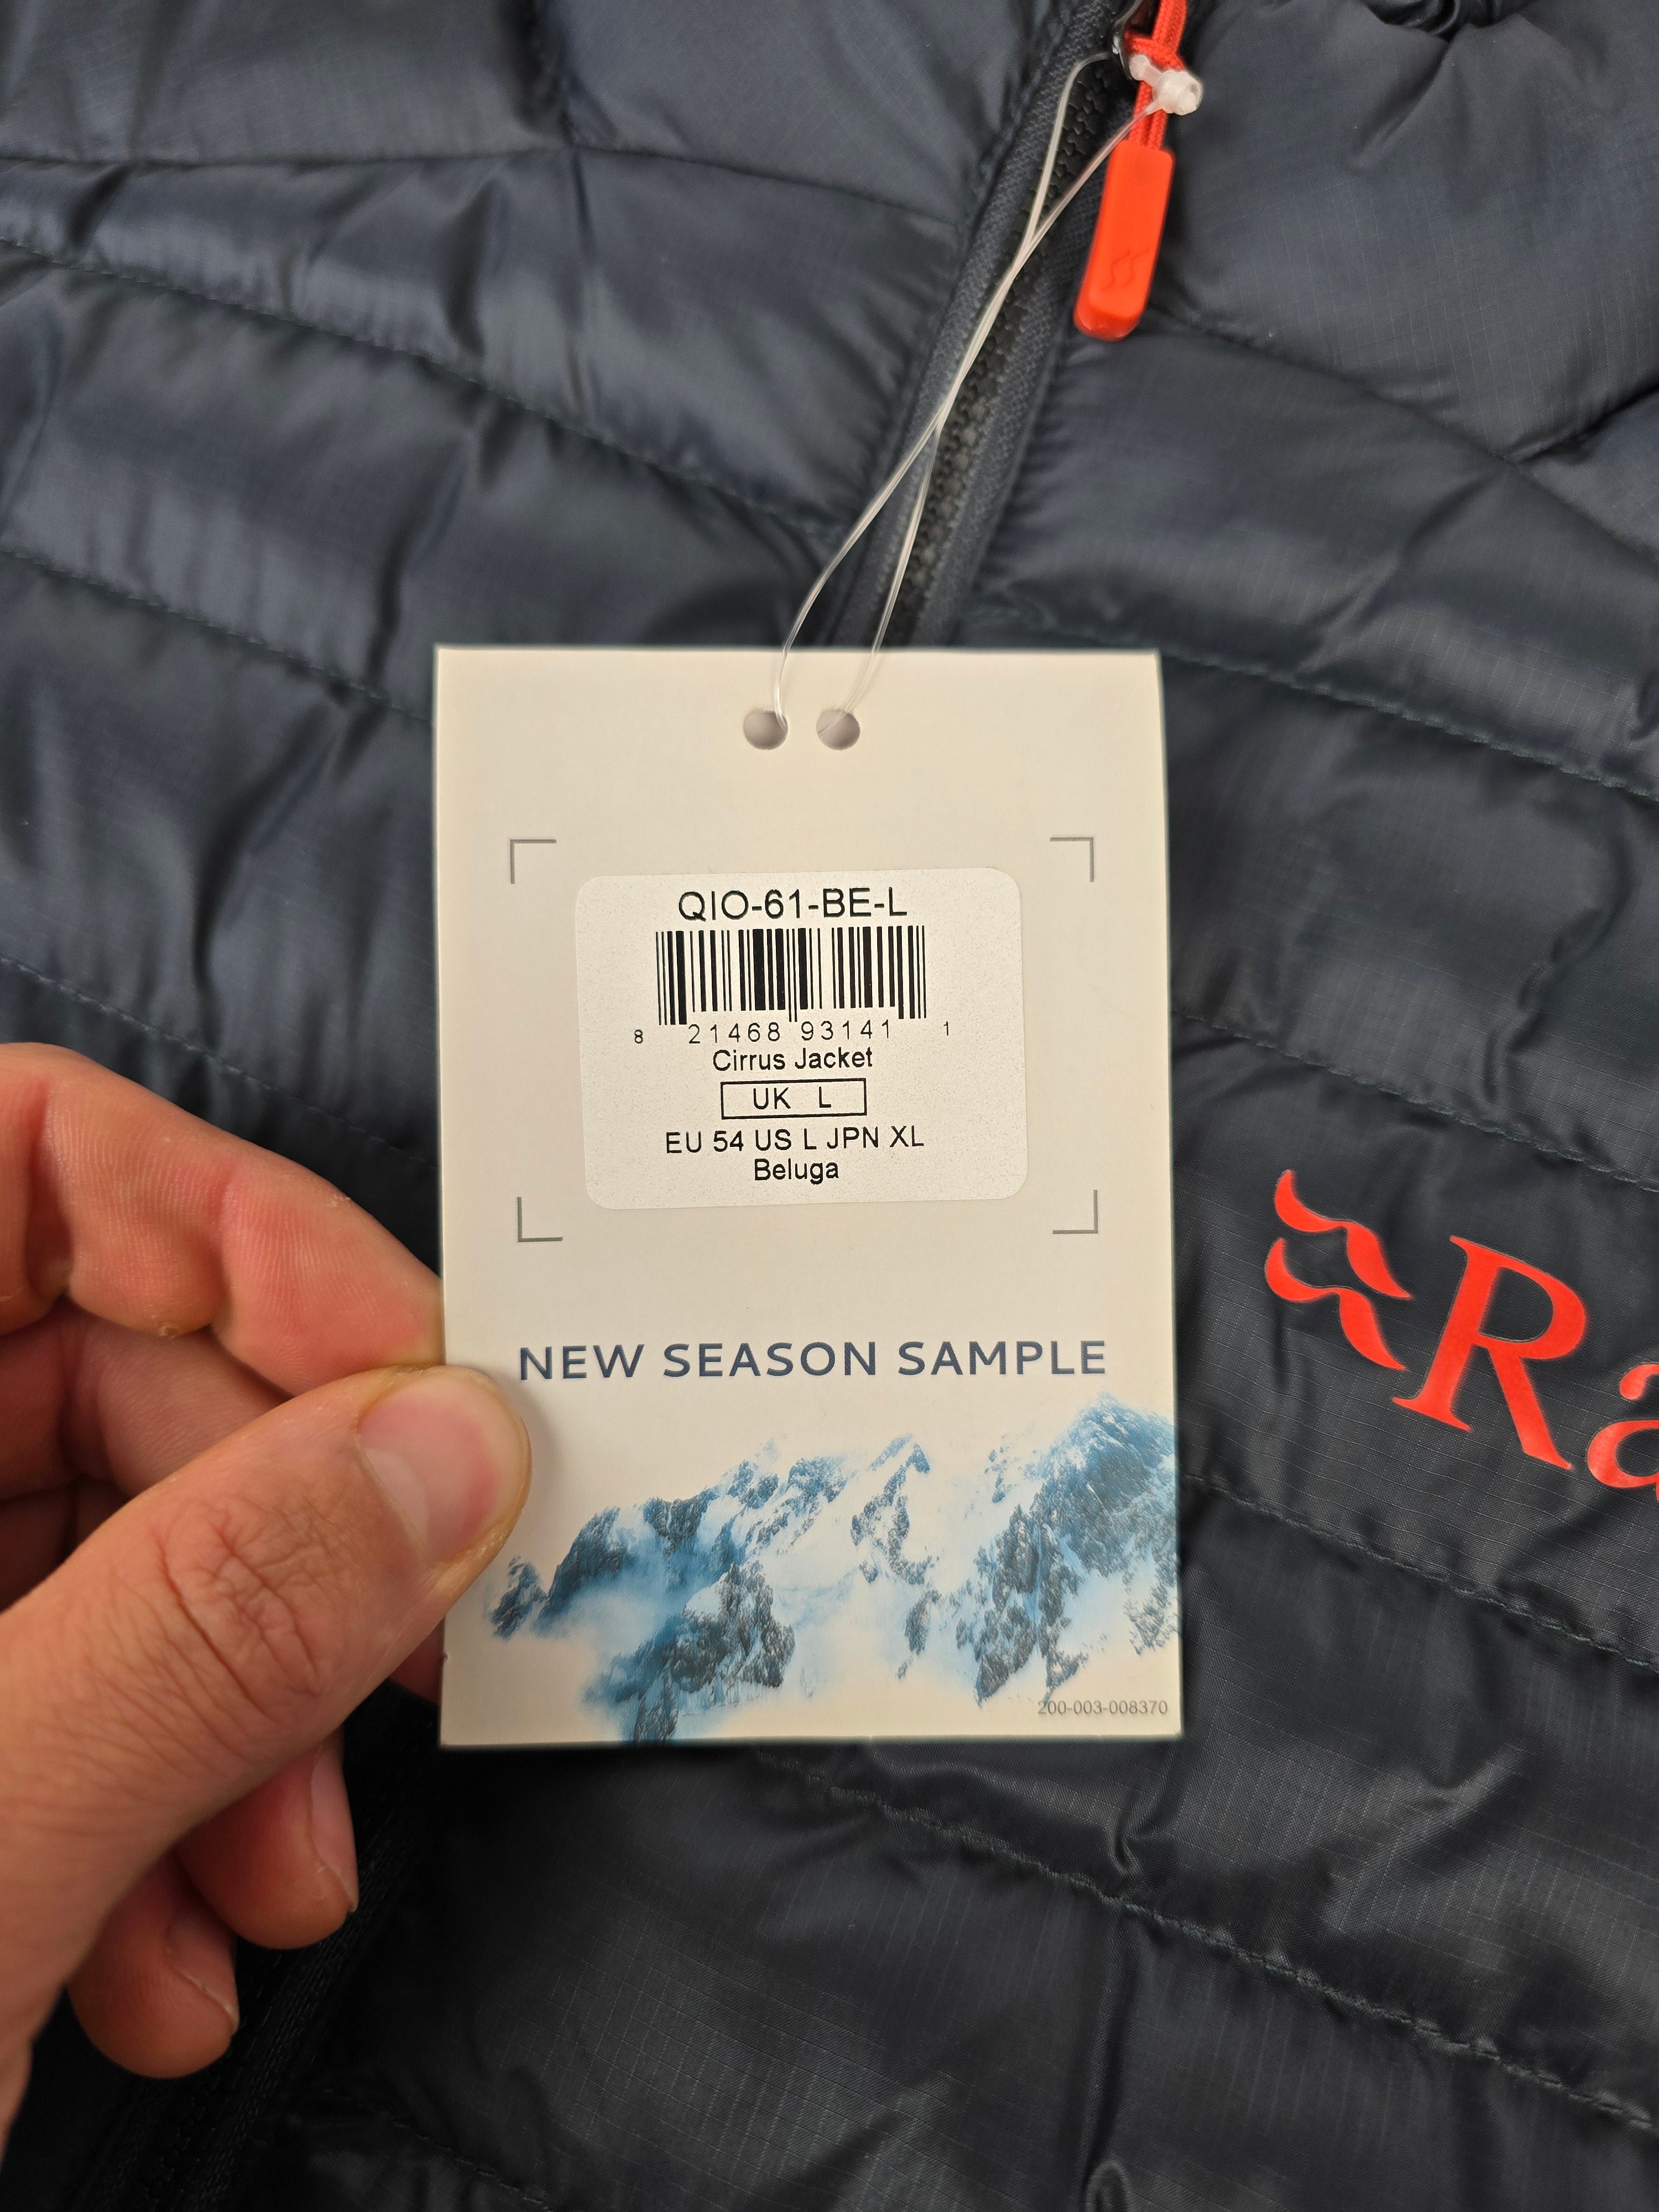 QIO-61-BE-L
8 21468 93141 1
Cirrus Jacket
UK L
EU 54 US L JPN XL
Beluga
NEW SEASON SAMPLE
200-003-008370
Ra